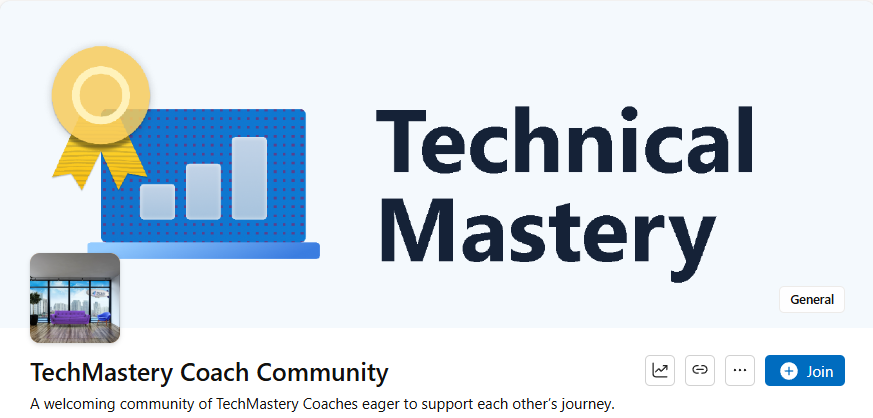 Technical
Mastery
General
TechMastery Coach Community
Join
A welcoming community of TechMastery Coaches eager to support each other's journey.